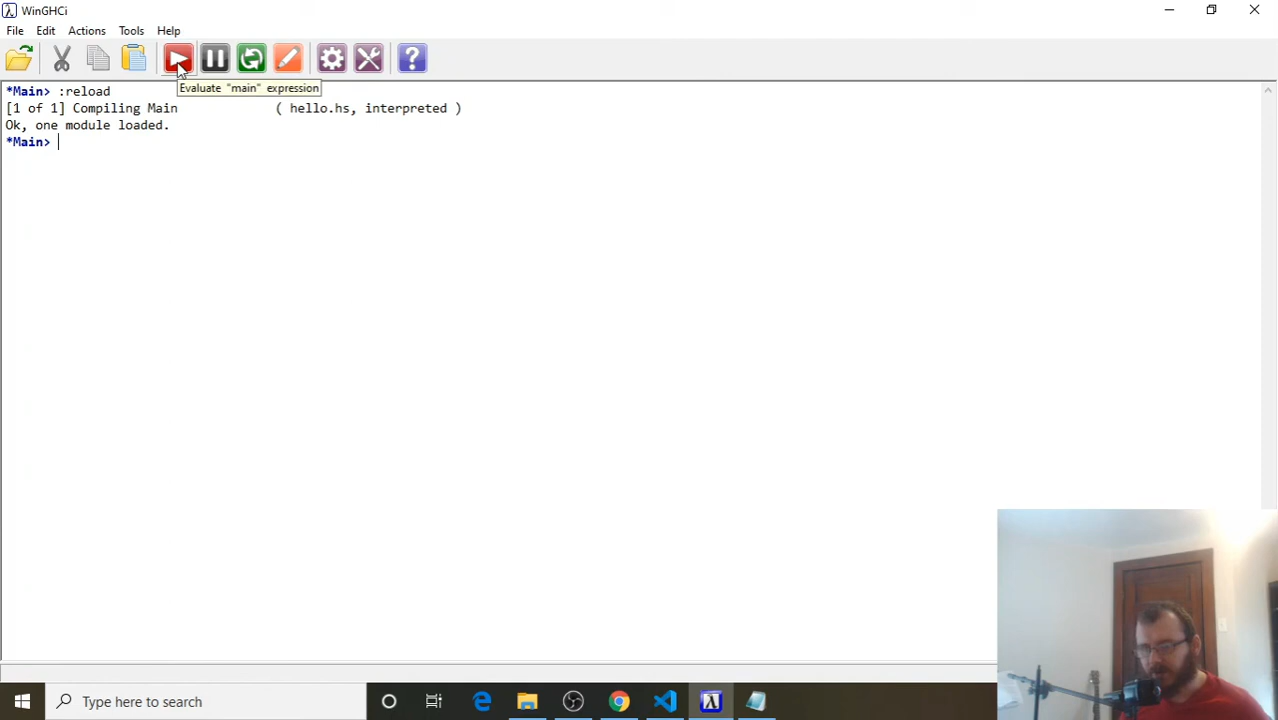 WinGHCi
File Edit Actions Tools Help
Evaluate "main" expression
*Main> :reload
[1 of 1] Compiling Main ( hello.hs, interpreted )
Ok, one module loaded.
*Main>
Type here to search